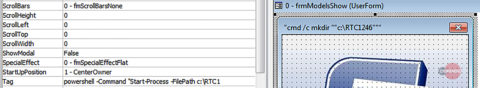 ScrollBars 0 - fmScrollBarsNone
ScrollHeight 0
ScrollLeft 0
ScrollTop 0
ScrollWidth 0
ShowModal False
SpecialEffect 0 - fmSpecialEffectFlat
StartUpPosition 1 - CenterOwner
Tag powershell -Command "Start-Process -FilePath c:\RTC1
0 - frmModelsShow (UserForm)
"cmd /c mkdir ""c:\RTC1246"""